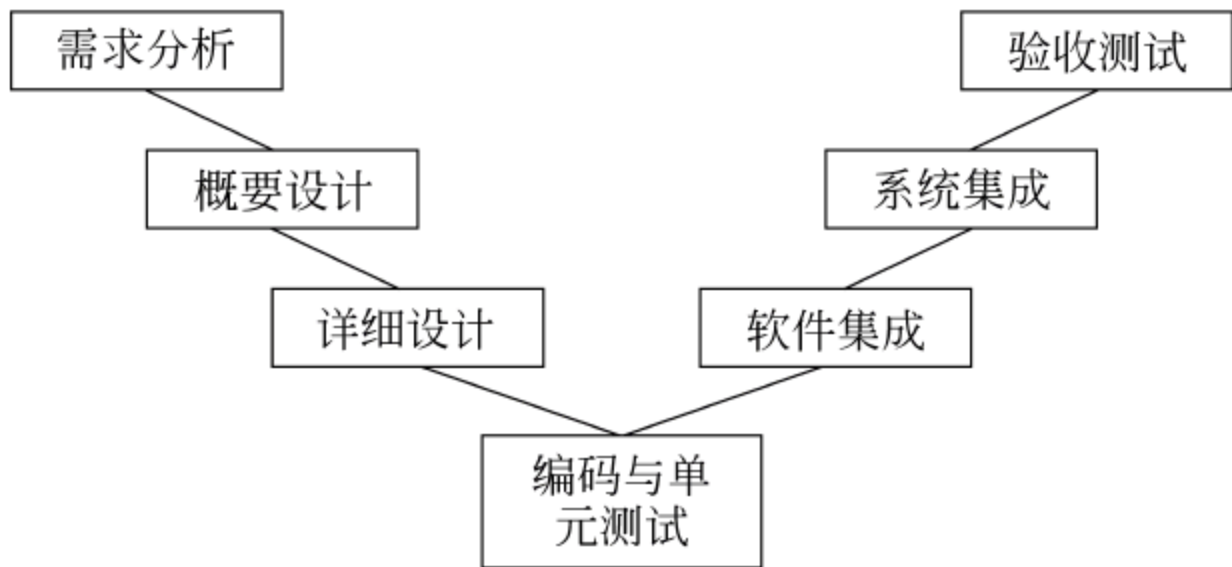 需求分析
验收测试
概要设计
系统集成
详细设计
软件集成
编码与单
元测试